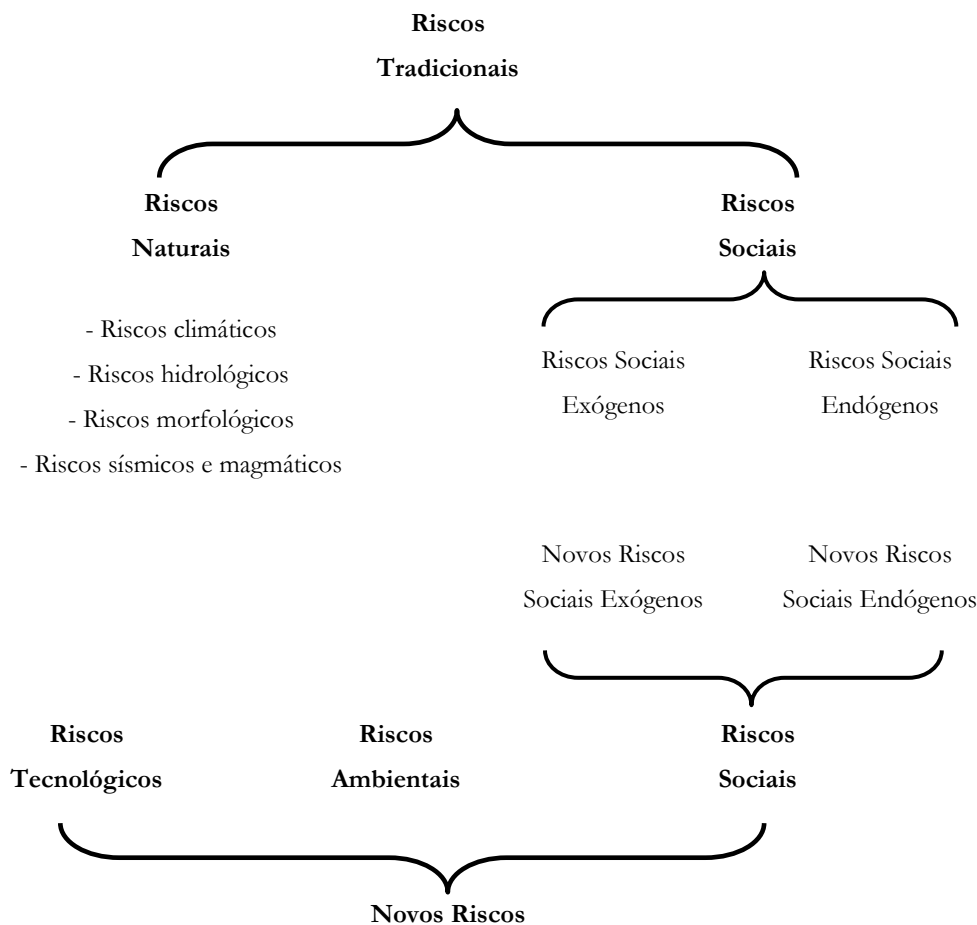 Riscos
Tradicionais
Riscos
Naturais
Riscos
Sociais
- Riscos climáticos
- Riscos hidrológicos
- Riscos morfológicos
- Riscos sísmicos e magmáticos
Riscos Sociais
Exógenos
Riscos Sociais
Endógenos
Novos Riscos
Sociais Exógenos
Novos Riscos
Sociais Endógenos
Riscos
Tecnológicos
Riscos
Ambientais
Riscos
Sociais
Novos Riscos